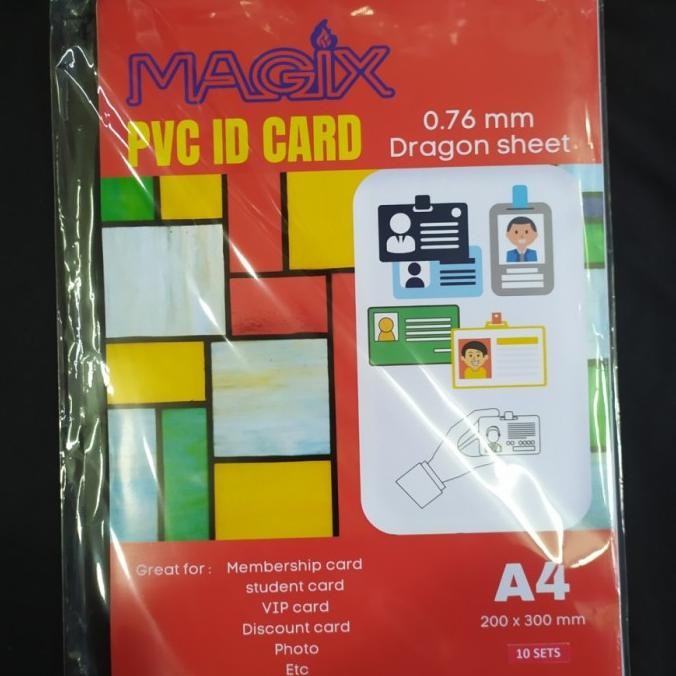 MAGIX
PVC ID CARD
0.76 mm
Dragon sheet
Great for :
Membership card
student card
VIP card
Discount card
Photo
Etc
A4
200 x 300 mm
10 SETS